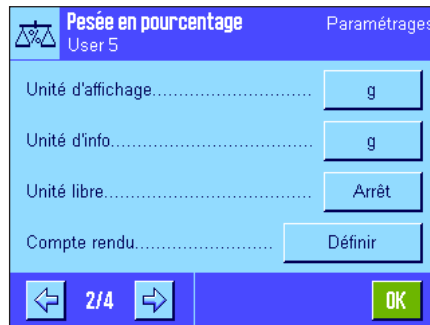 Pesée en pourcentage Paramétrages
User 5
Unité d'affichage.............................. g
Unité d'info...................................... g
Unité libre....................................... Arrêt
Compte rendu......................... Définir
2/4 OK